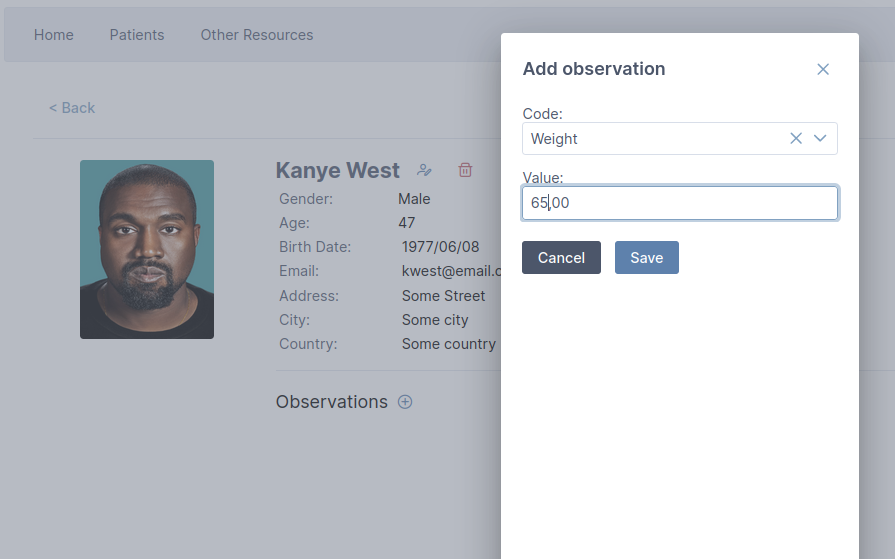 Home Patients Other Resources
< Back
Kanye West
Gender: Male
Age: 47
Birth Date: 1977/06/08
Email: kwest@email.c
Address: Some Street
City: Some city
Country: Some country
Observations
Add observation
Code:
Weight
Value:
65,00
Cancel Save